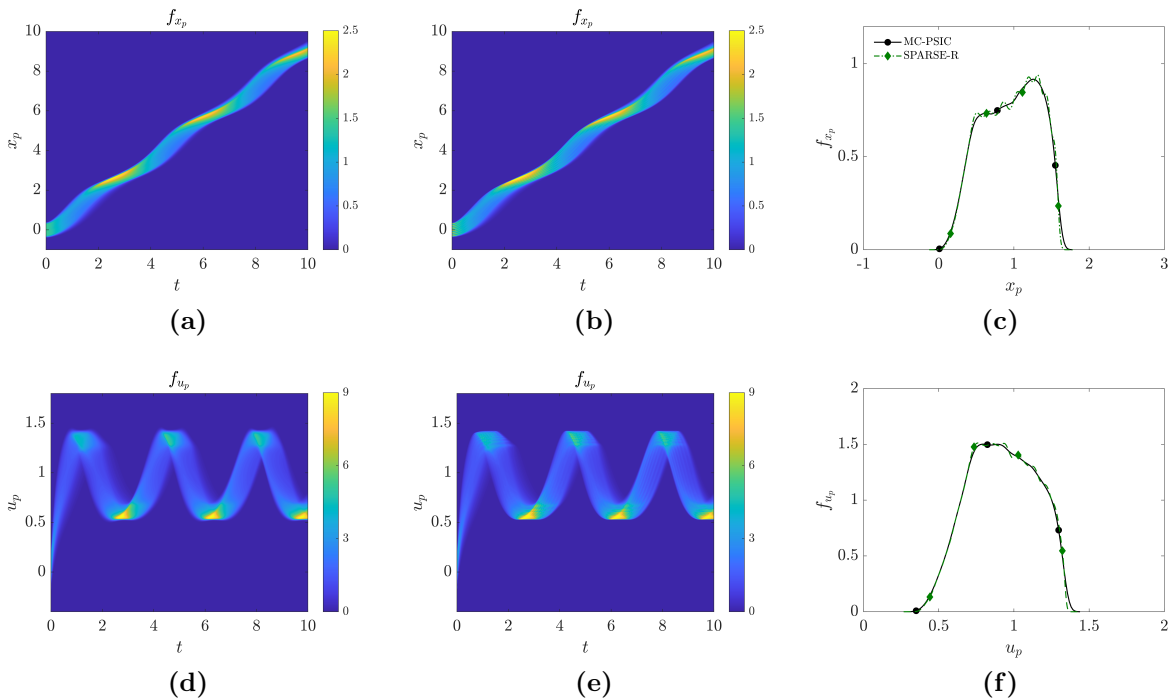 f_{x_p}
10
8
6
4
2
0
x_p
0 2 4 6 8 10
t
2.5
2
1.5
1
0.5
0
(a)
f_{x_p}
10
8
6
4
2
0
x_p
0 2 4 6 8 10
t
2.5
2
1.5
1
0.5
0
(b)
MC-PSIC
SPARSE-R
1
0.5
0
f_{x_p}
-1 0 1 2 3
x_p
(c)
f_{u_p}
1.5
1
0.5
0
u_p
0 2 4 6 8 10
t
9
6
3
0
(d)
f_{u_p}
1.5
1
0.5
0
u_p
0 2 4 6 8 10
t
9
6
3
0
(e)
2
1.5
1
0.5
0
f_{u_p}
0 0.5 1 1.5 2
u_p
(f)